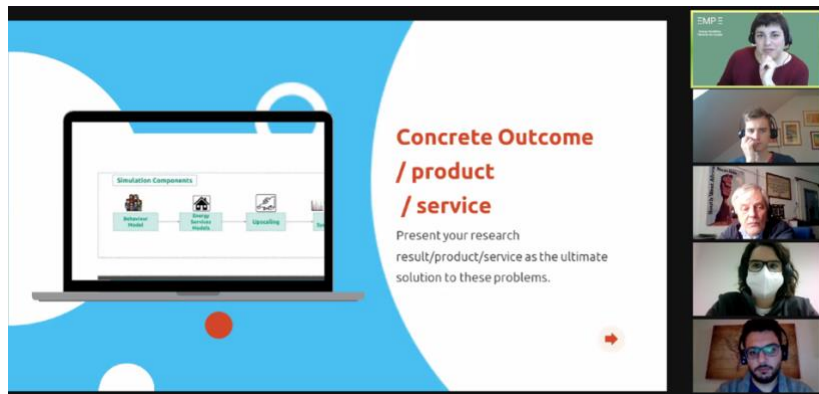 Concrete Outcome
/ product
/ service
Present your research
result/product/service as the ultimate
solution to these problems.
Simulation Components
Behaviour
Model
Energy
Services
Models
Upscaling
EMP E